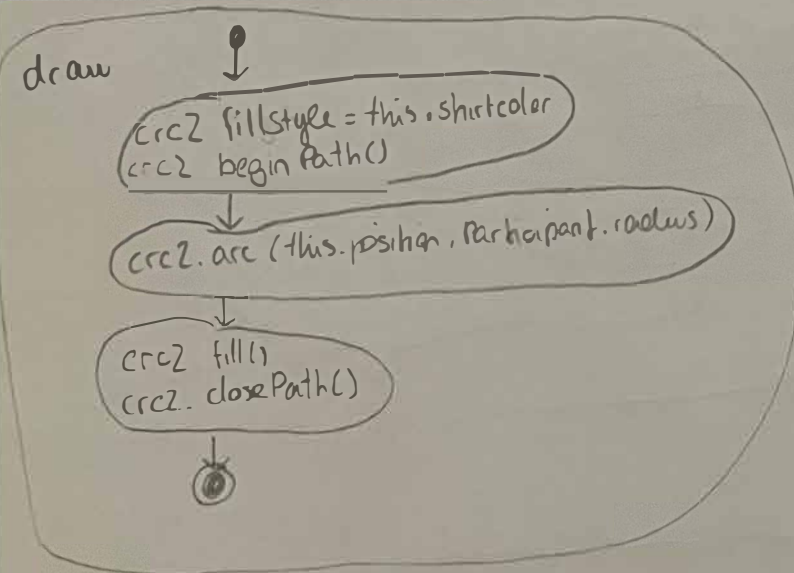 draw
crc2 fillstyle = this.shirtcolor
crc2 beginPath()
crc2.arc (this.position, Participant.radius)
crc2 fill()
crc2.. closePath()